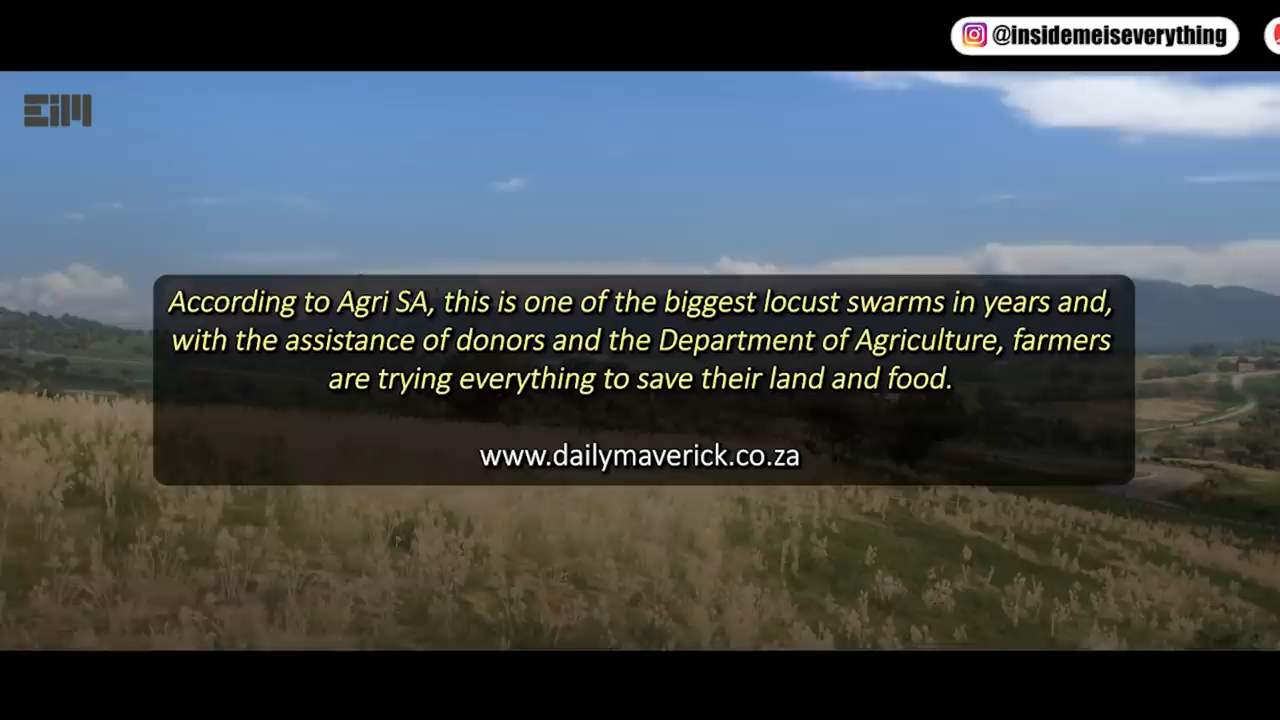 @insidemeiseverything
EiM
According to Agri SA, this is one of the biggest locust swarms in years and,
with the assistance of donors and the Department of Agriculture, farmers
are trying everything to save their land and food.
www.dailymaverick.co.za